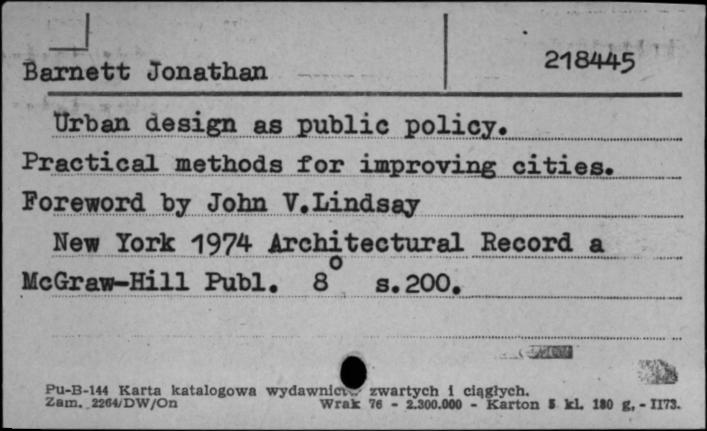 Barnett Jonathan
218445
Urban design as public policy.
Practical methods for improving cities.
Foreword by John V.Lindsay
New York 1974 Architectural Record a
McGraw-Hill Publ. 8° s.200.
Pu-B-144 Karta katalogowa wydawnictw zwartych i ciągłych.
Zam. 2264/DW/On Wrak 76 - 2.300.000 - Karton 5 kl. 180 g. - II73.